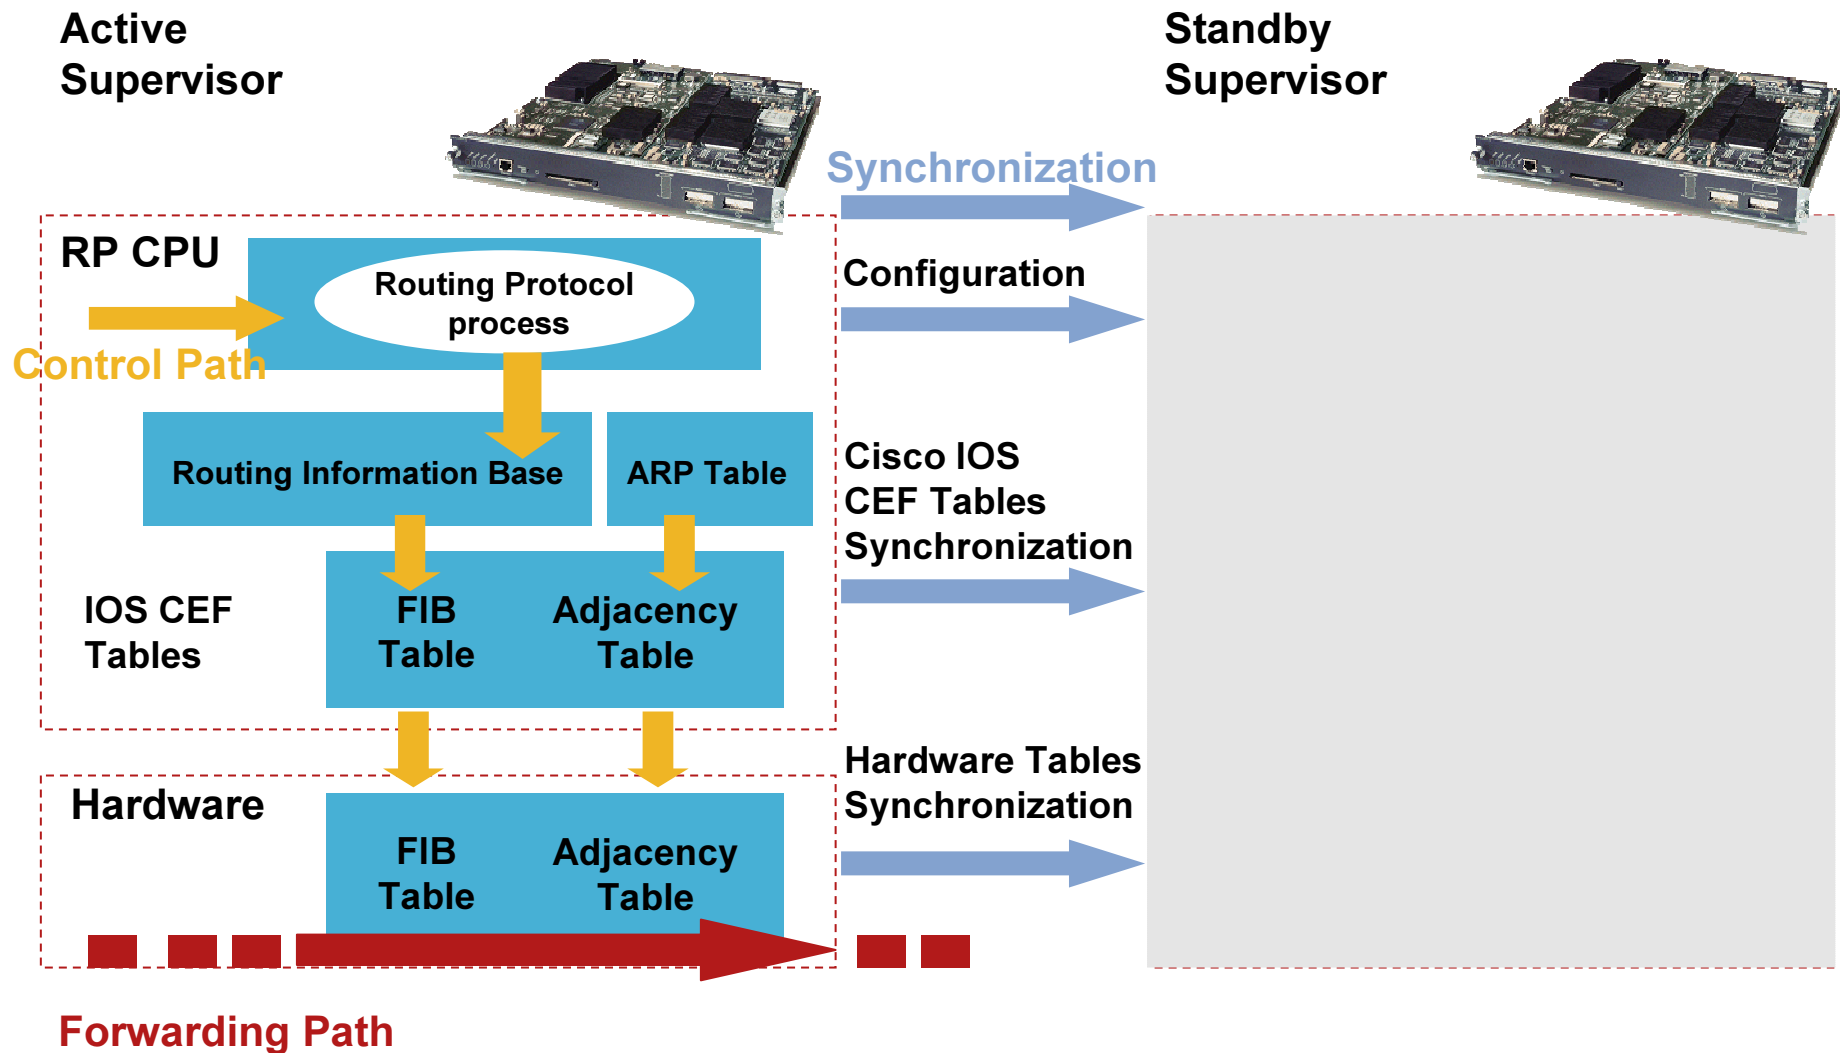 Active
Supervisor
Standby
Supervisor
Synchronization
RP CPU
Routing Protocol
process
Configuration
Control Path
Routing Information Base
ARP Table
Cisco IOS
CEF Tables
Synchronization
IOS CEF
Tables
FIB
Table
Adjacency
Table
Hardware Tables
Synchronization
Hardware
FIB
Table
Adjacency
Table
Forwarding Path